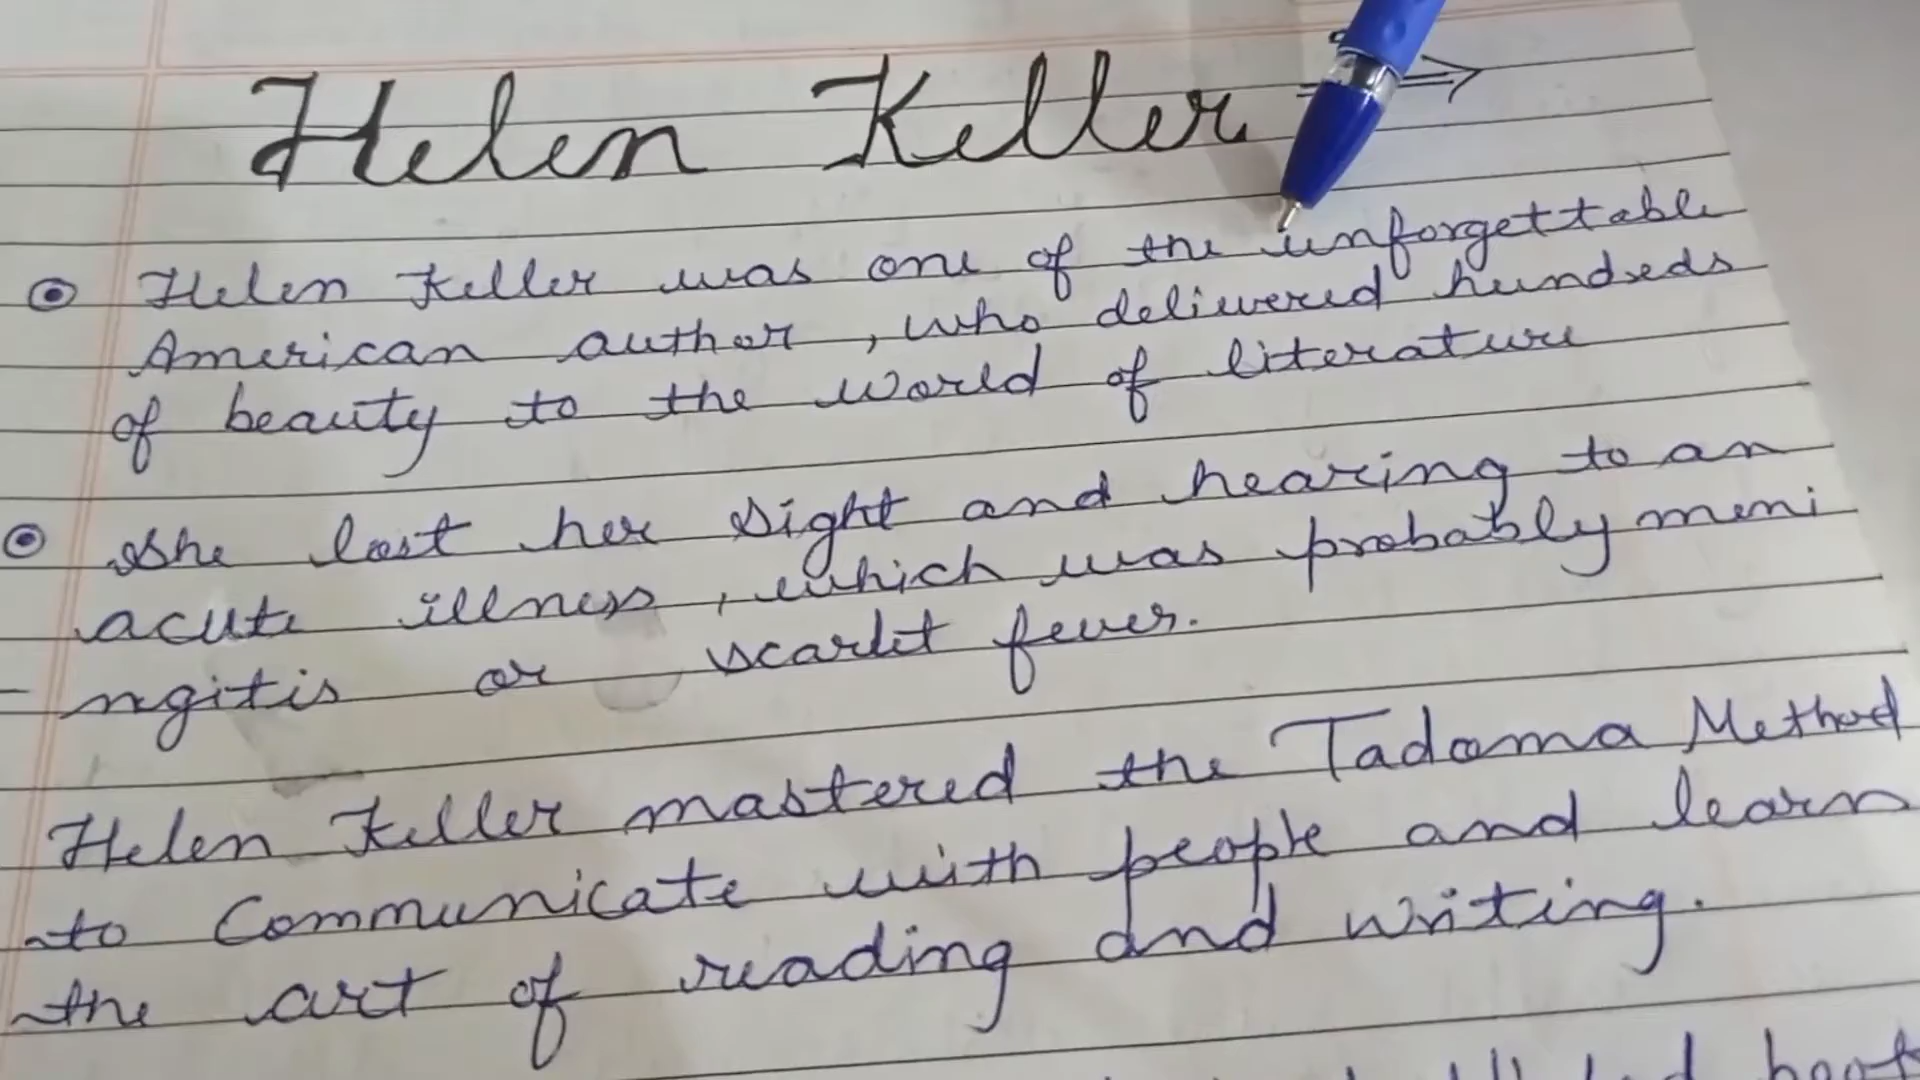 Helen Keller ⇒
Helen Keller was one of the unforgettable
American author, who delivered hundseds
of beauty to the world of literature
She lost her sight and hearing to an
acute illness, which was probably meni
ngitis or scarlet fever.
Helen Keller mastered the Tadoma Method
to Communicate with people and learn
the art of reading and writing.